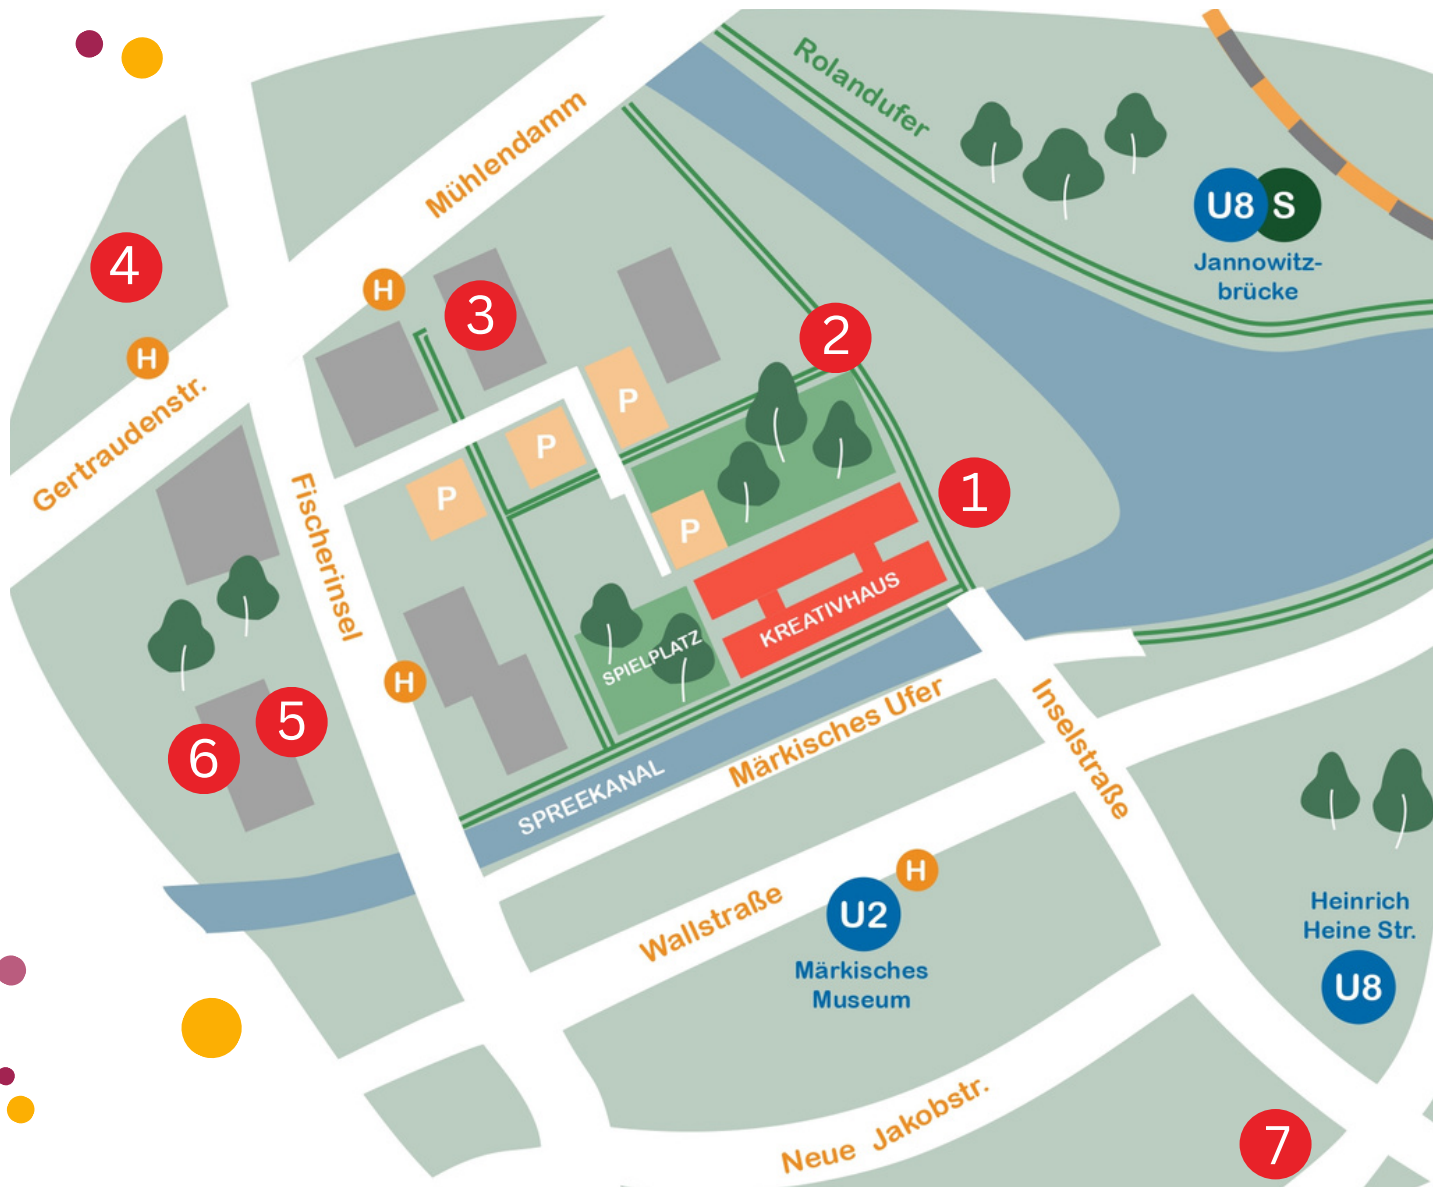 Rolandufer
Mühlendamm
U8
S
Jannowitz-
brücke
4
H
3
2
H
Gertraudenstr.
P
P
P
P
1
Fischerinsel
KREATIVHAUS
SPIELPLATZ
H
5
6
Märkisches Ufer
Inselstraße
SPREEKANAL
Wallstraße
H
U2
Märkisches
Museum
Heinrich
Heine Str.
U8
Neue Jakobstr.
7